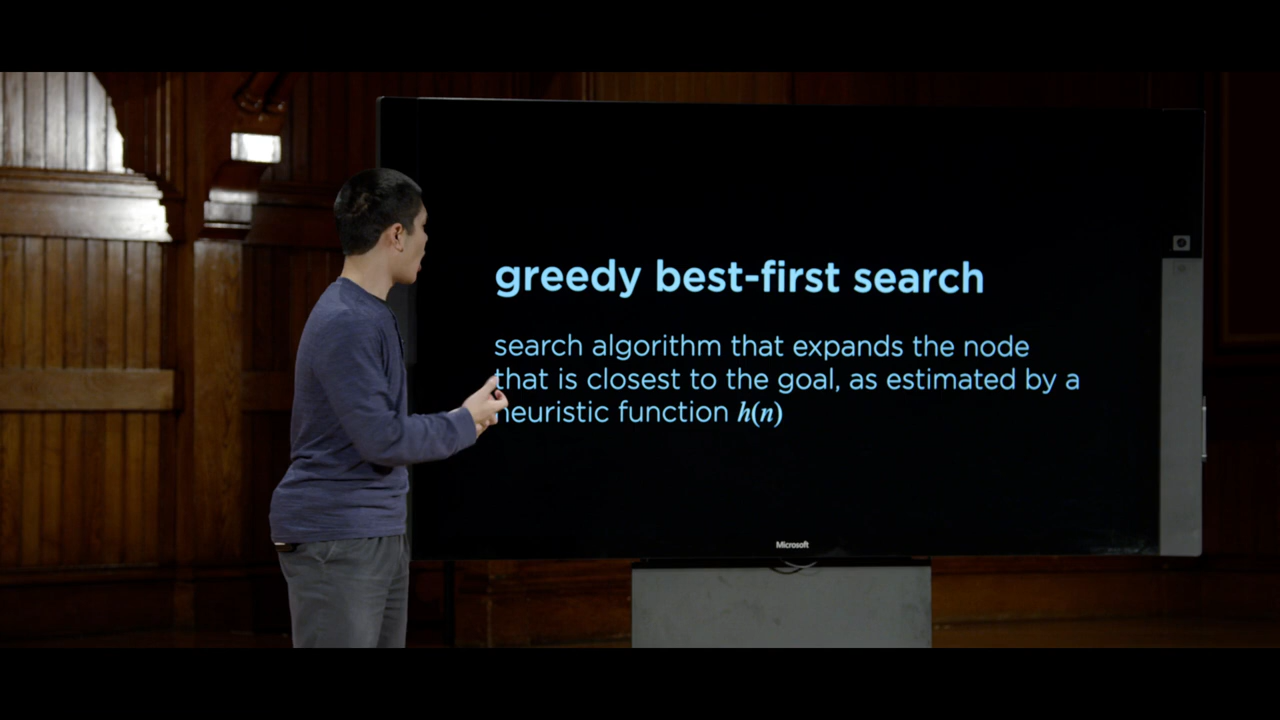 greedy best-first search
search algorithm that expands the node
that is closest to the goal, as estimated by a
heuristic function h(n)
Microsoft